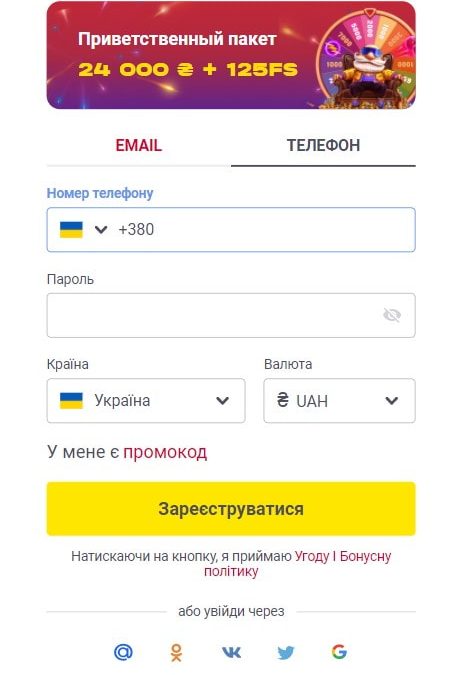 Приветственный пакет
24 000 ₴ + 125FS
EMAIL
ТЕЛЕФОН
Номер телефону
+380
Пароль
Країна
Валюта
Україна
₴ UAH
У мене є промокод
Зареєструватися
Натискаючи на кнопку, я приймаю Угоду І Бонусну
політику
або увійди через